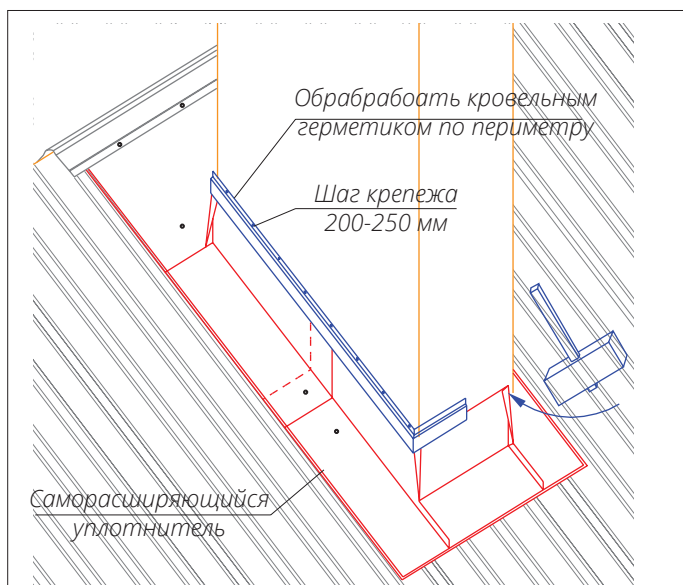 Обрабрабоать кровельным
герметиком по периметру
Шаг крепежа
200-250 мм
Саморасширяющийся
уплотнитель